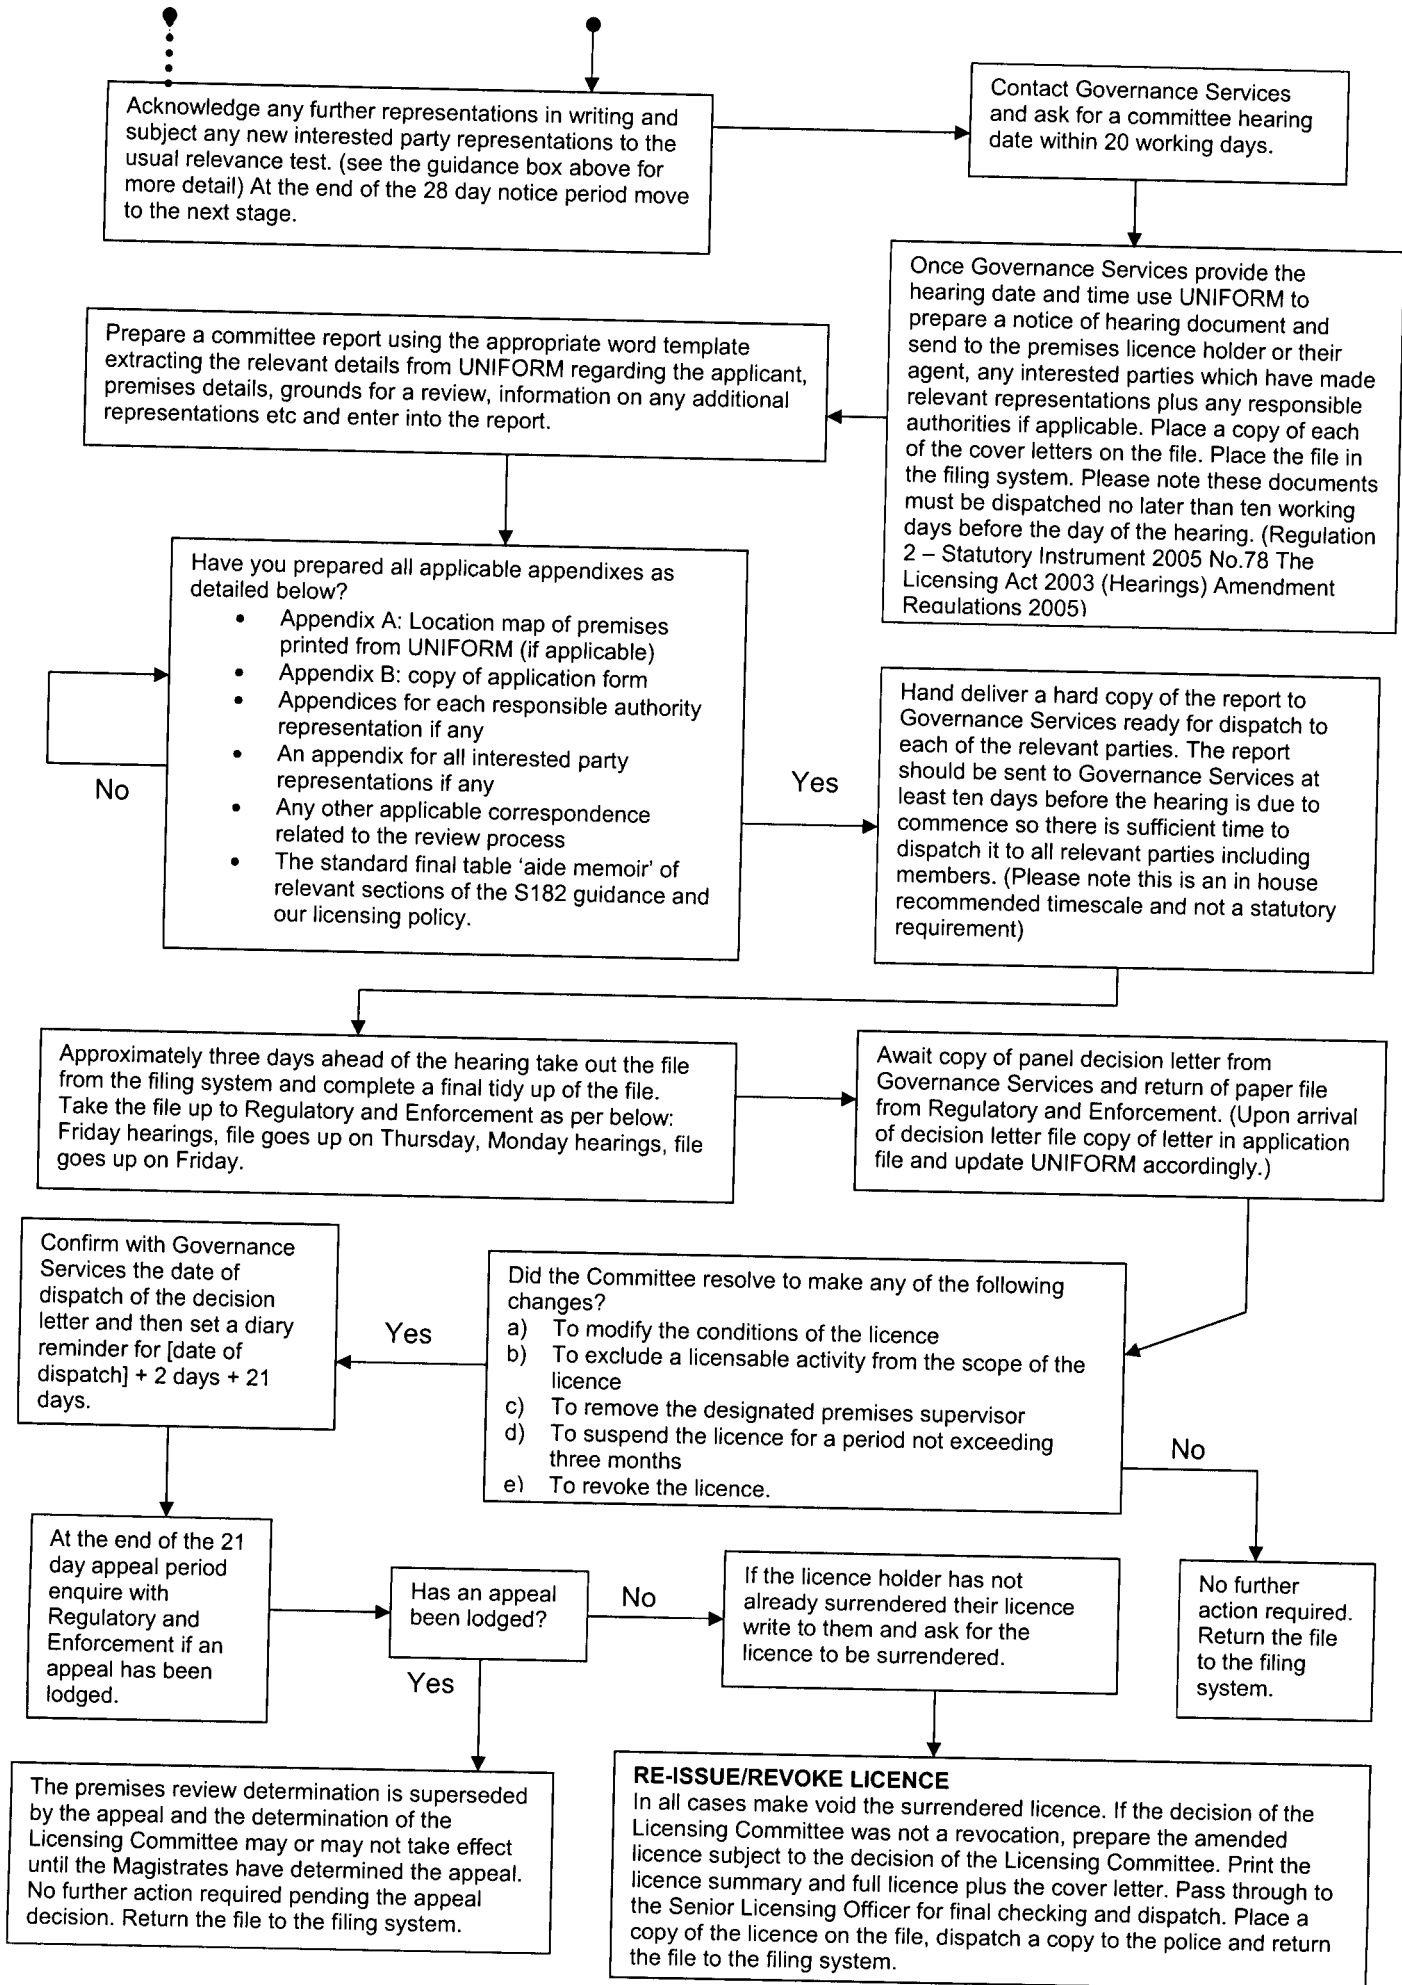 Acknowledge any further representations in writing and
subject any new interested party representations to the
usual relevance test. (see the guidance box above for
more detail) At the end of the 28 day notice period move
to the next stage.
Contact Governance Services
and ask for a committee hearing
date within 20 working days.
Once Governance Services provide the
hearing date and time use UNIFORM to
prepare a notice of hearing document and
send to the premises licence holder or their
agent, any interested parties which have made
relevant representations plus any responsible
authorities if applicable. Place a copy of each
of the cover letters on the file. Place the file in
the filing system. Please note these documents
must be dispatched no later than ten working
days before the day of the hearing. (Regulation
2 – Statutory Instrument 2005 No.78 The
Licensing Act 2003 (Hearings) Amendment
Regulations 2005)
Prepare a committee report using the appropriate word template
extracting the relevant details from UNIFORM regarding the applicant,
premises details, grounds for a review, information on any additional
representations etc and enter into the report.
Have you prepared all applicable appendixes as
detailed below?
• Appendix A: Location map of premises
printed from UNIFORM (if applicable)
• Appendix B: copy of application form
• Appendices for each responsible authority
representation if any
• An appendix for all interested party
representations if any
• Any other applicable correspondence
related to the review process
• The standard final table 'aide memoir' of
relevant sections of the S182 guidance and
our licensing policy.
No
Yes
Hand deliver a hard copy of the report to
Governance Services ready for dispatch to
each of the relevant parties. The report
should be sent to Governance Services at
least ten days before the hearing is due to
commence so there is sufficient time to
dispatch it to all relevant parties including
members. (Please note this is an in house
recommended timescale and not a statutory
requirement)
Approximately three days ahead of the hearing take out the file
from the filing system and complete a final tidy up of the file.
Take the file up to Regulatory and Enforcement as per below:
Friday hearings, file goes up on Thursday, Monday hearings, file
goes up on Friday.
Await copy of panel decision letter from
Governance Services and return of paper file
from Regulatory and Enforcement. (Upon arrival
of decision letter file copy of letter in application
file and update UNIFORM accordingly.)
Did the Committee resolve to make any of the following
changes?
a) To modify the conditions of the licence
b) To exclude a licensable activity from the scope of the
licence
c) To remove the designated premises supervisor
d) To suspend the licence for a period not exceeding
three months
e) To revoke the licence.
Yes
No
Confirm with Governance
Services the date of
dispatch of the decision
letter and then set a diary
reminder for [date of
dispatch] + 2 days + 21
days.
At the end of the 21
day appeal period
enquire with
Regulatory and
Enforcement if an
appeal has been
lodged.
Has an appeal
been lodged?
No
Yes
If the licence holder has not
already surrendered their licence
write to them and ask for the
licence to be surrendered.
No further
action required.
Return the file
to the filing
system.
The premises review determination is superseded
by the appeal and the determination of the
Licensing Committee may or may not take effect
until the Magistrates have determined the appeal.
No further action required pending the appeal
decision. Return the file to the filing system.
RE-ISSUE/REVOKE LICENCE
In all cases make void the surrendered licence. If the decision of the
Licensing Committee was not a revocation, prepare the amended
licence subject to the decision of the Licensing Committee. Print the
licence summary and full licence plus the cover letter. Pass through to
the Senior Licensing Officer for final checking and dispatch. Place a
copy of the licence on the file, dispatch a copy to the police and return
the file to the filing system.